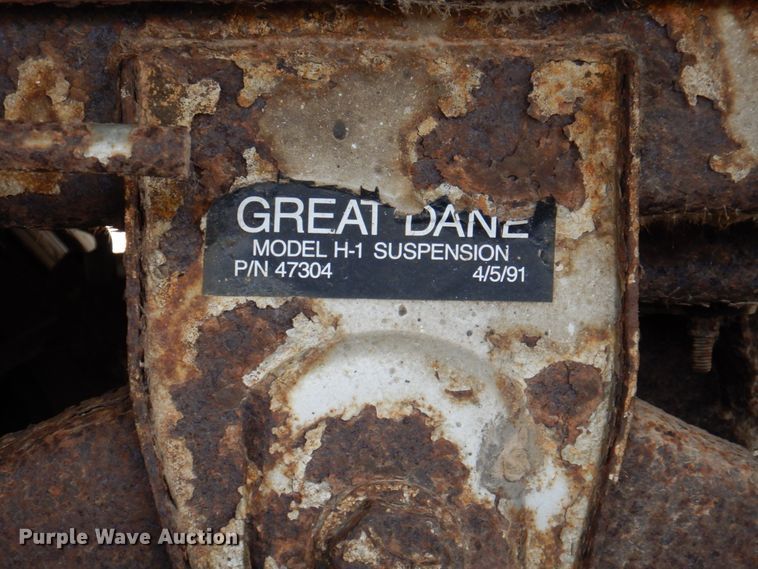 GREAT DANE
MODEL H-1 SUSPENSION
P/N 47304 4/5/91
Purple Wave Auction